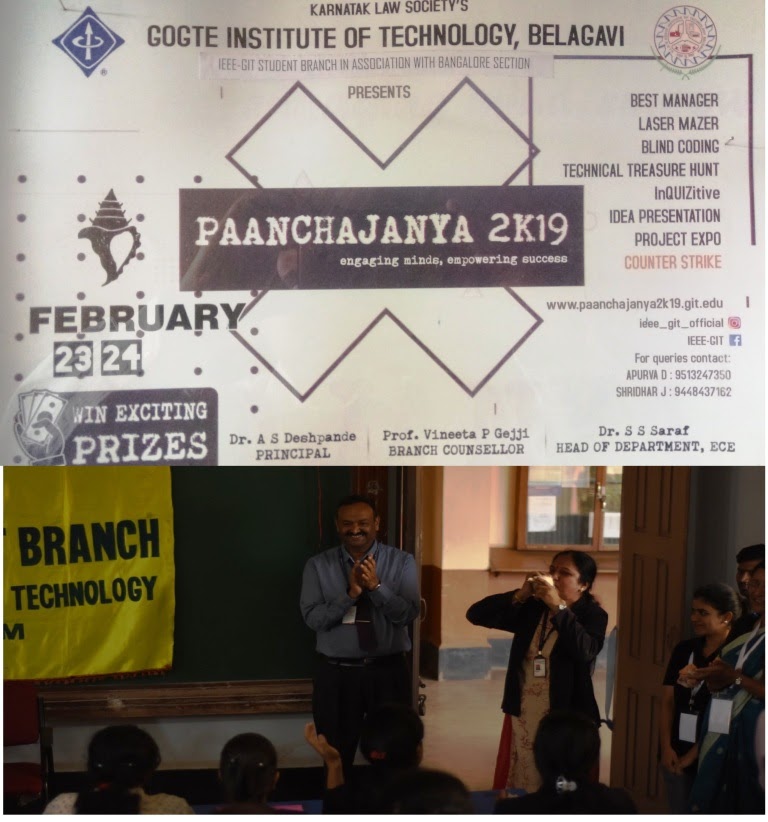 KARNATAK LAW SOCIETY'S
GOGTE INSTITUTE OF TECHNOLOGY, BELAGAVI
IEEE-GIT STUDENT BRANCH IN ASSOCIATION WITH BANGALORE SECTION
PRESENTS
BEST MANAGER
LASER MAZER
BLIND CODING
TECHNICAL TREASURE HUNT
InQUIZitive
IDEA PRESENTATION
PROJECT EXPO
COUNTER STRIKE
PAANCHAJANYA 2K19
engaging minds, empowering success
FEBRUARY
23 24
WIN EXCITING
PRIZES
www.paanchajanya2k19.git.edu
ieee_git_official
IEEE-GIT
For queries contact:
APURVA D : 9513247350
SHRIDHAR J : 9448437162
Dr. A S Deshpande
PRINCIPAL
Prof. Vineeta P Gejji
BRANCH COUNSELLOR
Dr. S S Saraf
HEAD OF DEPARTMENT, ECE
BRANCH
TECHNOLOGY
M